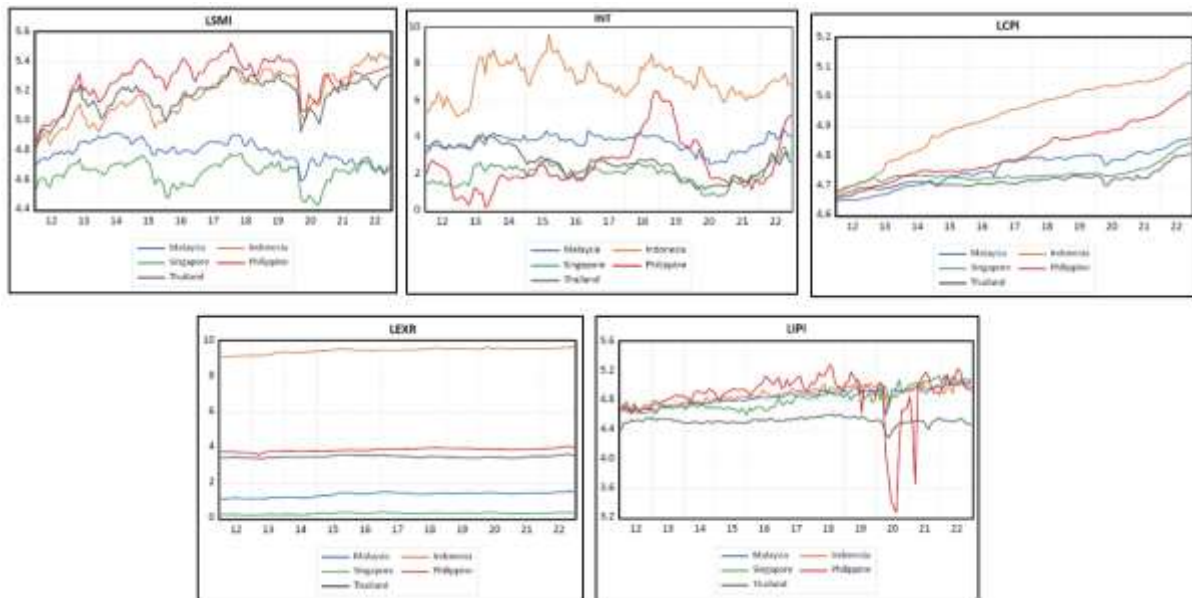 LSMI
5.6
5.4
5.2
5.0
4.8
4.6
4.4
12 13 14 15 16 17 18 19 20 21 22
Malaysia Indonesia
Singapore Philippine
Thailand
INT
10
8
6
4
2
0
12 13 14 15 16 17 18 19 20 21 22
Malaysia Indonesia
Singapore Philippine
Thailand
LCPI
5.2
5.1
5.0
4.9
4.8
4.7
4.6
12 13 14 15 16 17 18 19 20 21 22
Malaysia Indonesia
Singapore Philippine
Thailand
LEXR
10
8
6
4
2
0
12 13 14 15 16 17 18 19 20 21 22
Malaysia Indonesia
Singapore Philippine
Thailand
LIPI
5.6
5.2
4.8
4.4
4.0
3.6
3.2
12 13 14 15 16 17 18 19 20 21 22
Malaysia Indonesia
Singapore Philippine
Thailand